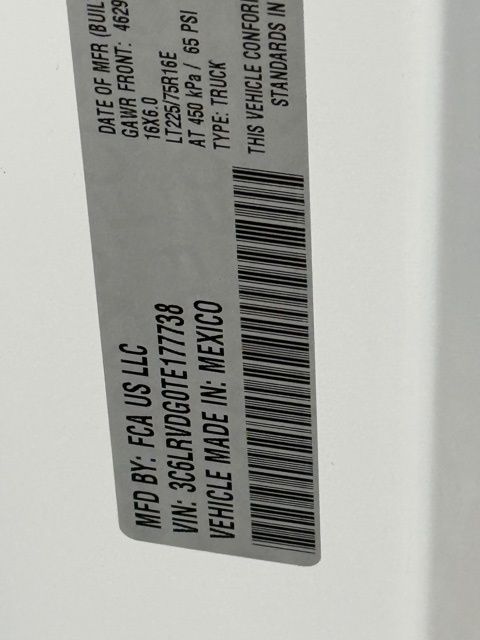 MFD BY: FCA US LLC
VIN: 3C6LRVDG0TE177738
VEHICLE MADE IN: MEXICO
DATE OF MFR (BUIL
GAWR FRONT: 4629
16X6.0
LT225/75R16E
AT 450 kPa / 65 PSI
TYPE: TRUCK
THIS VEHICLE CONFORM
STANDARDS IN